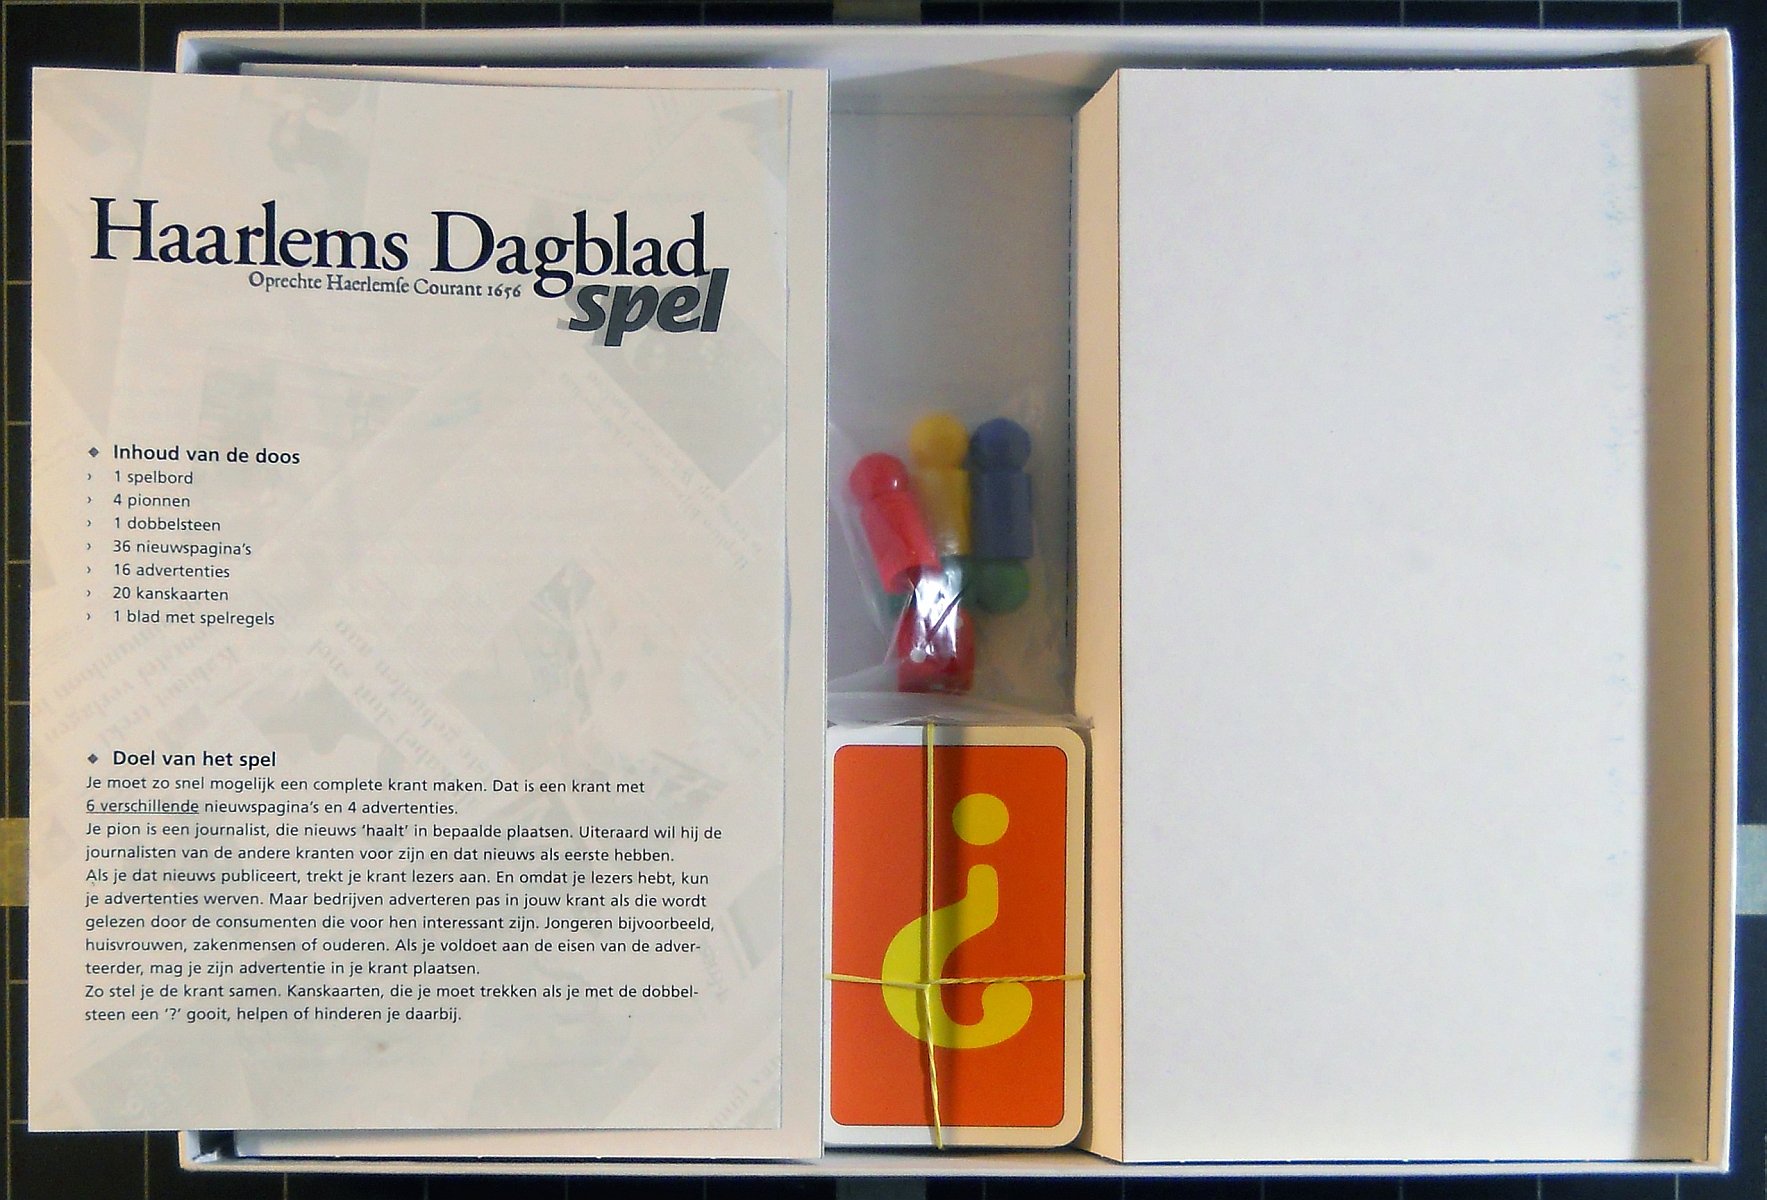 Haarlems Dagblad
Oprechte Haerlemſe Courant 1656
spel
◆ Inhoud van de doos
› 1 spelbord
› 4 pionnen
› 1 dobbelsteen
› 36 nieuwspagina's
› 16 advertenties
› 20 kanskaarten
› 1 blad met spelregels
◆ Doel van het spel
Je moet zo snel mogelijk een complete krant maken. Dat is een krant met
6 verschillende nieuwspagina's en 4 advertenties.
Je pion is een journalist, die nieuws 'haalt' in bepaalde plaatsen. Uiteraard wil hij de
journalisten van de andere kranten voor zijn en dat nieuws als eerste hebben.
Als je dat nieuws publiceert, trekt je krant lezers aan. En omdat je lezers hebt, kun
je advertenties werven. Maar bedrijven adverteren pas in jouw krant als die wordt
gelezen door de consumenten die voor hen interessant zijn. Jongeren bijvoorbeeld,
huisvrouwen, zakenmensen of ouderen. Als je voldoet aan de eisen van de adver-
teerder, mag je zijn advertentie in je krant plaatsen.
Zo stel je de krant samen. Kanskaarten, die je moet trekken als je met de dobbel-
steen een '?' gooit, helpen of hinderen je daarbij.
?